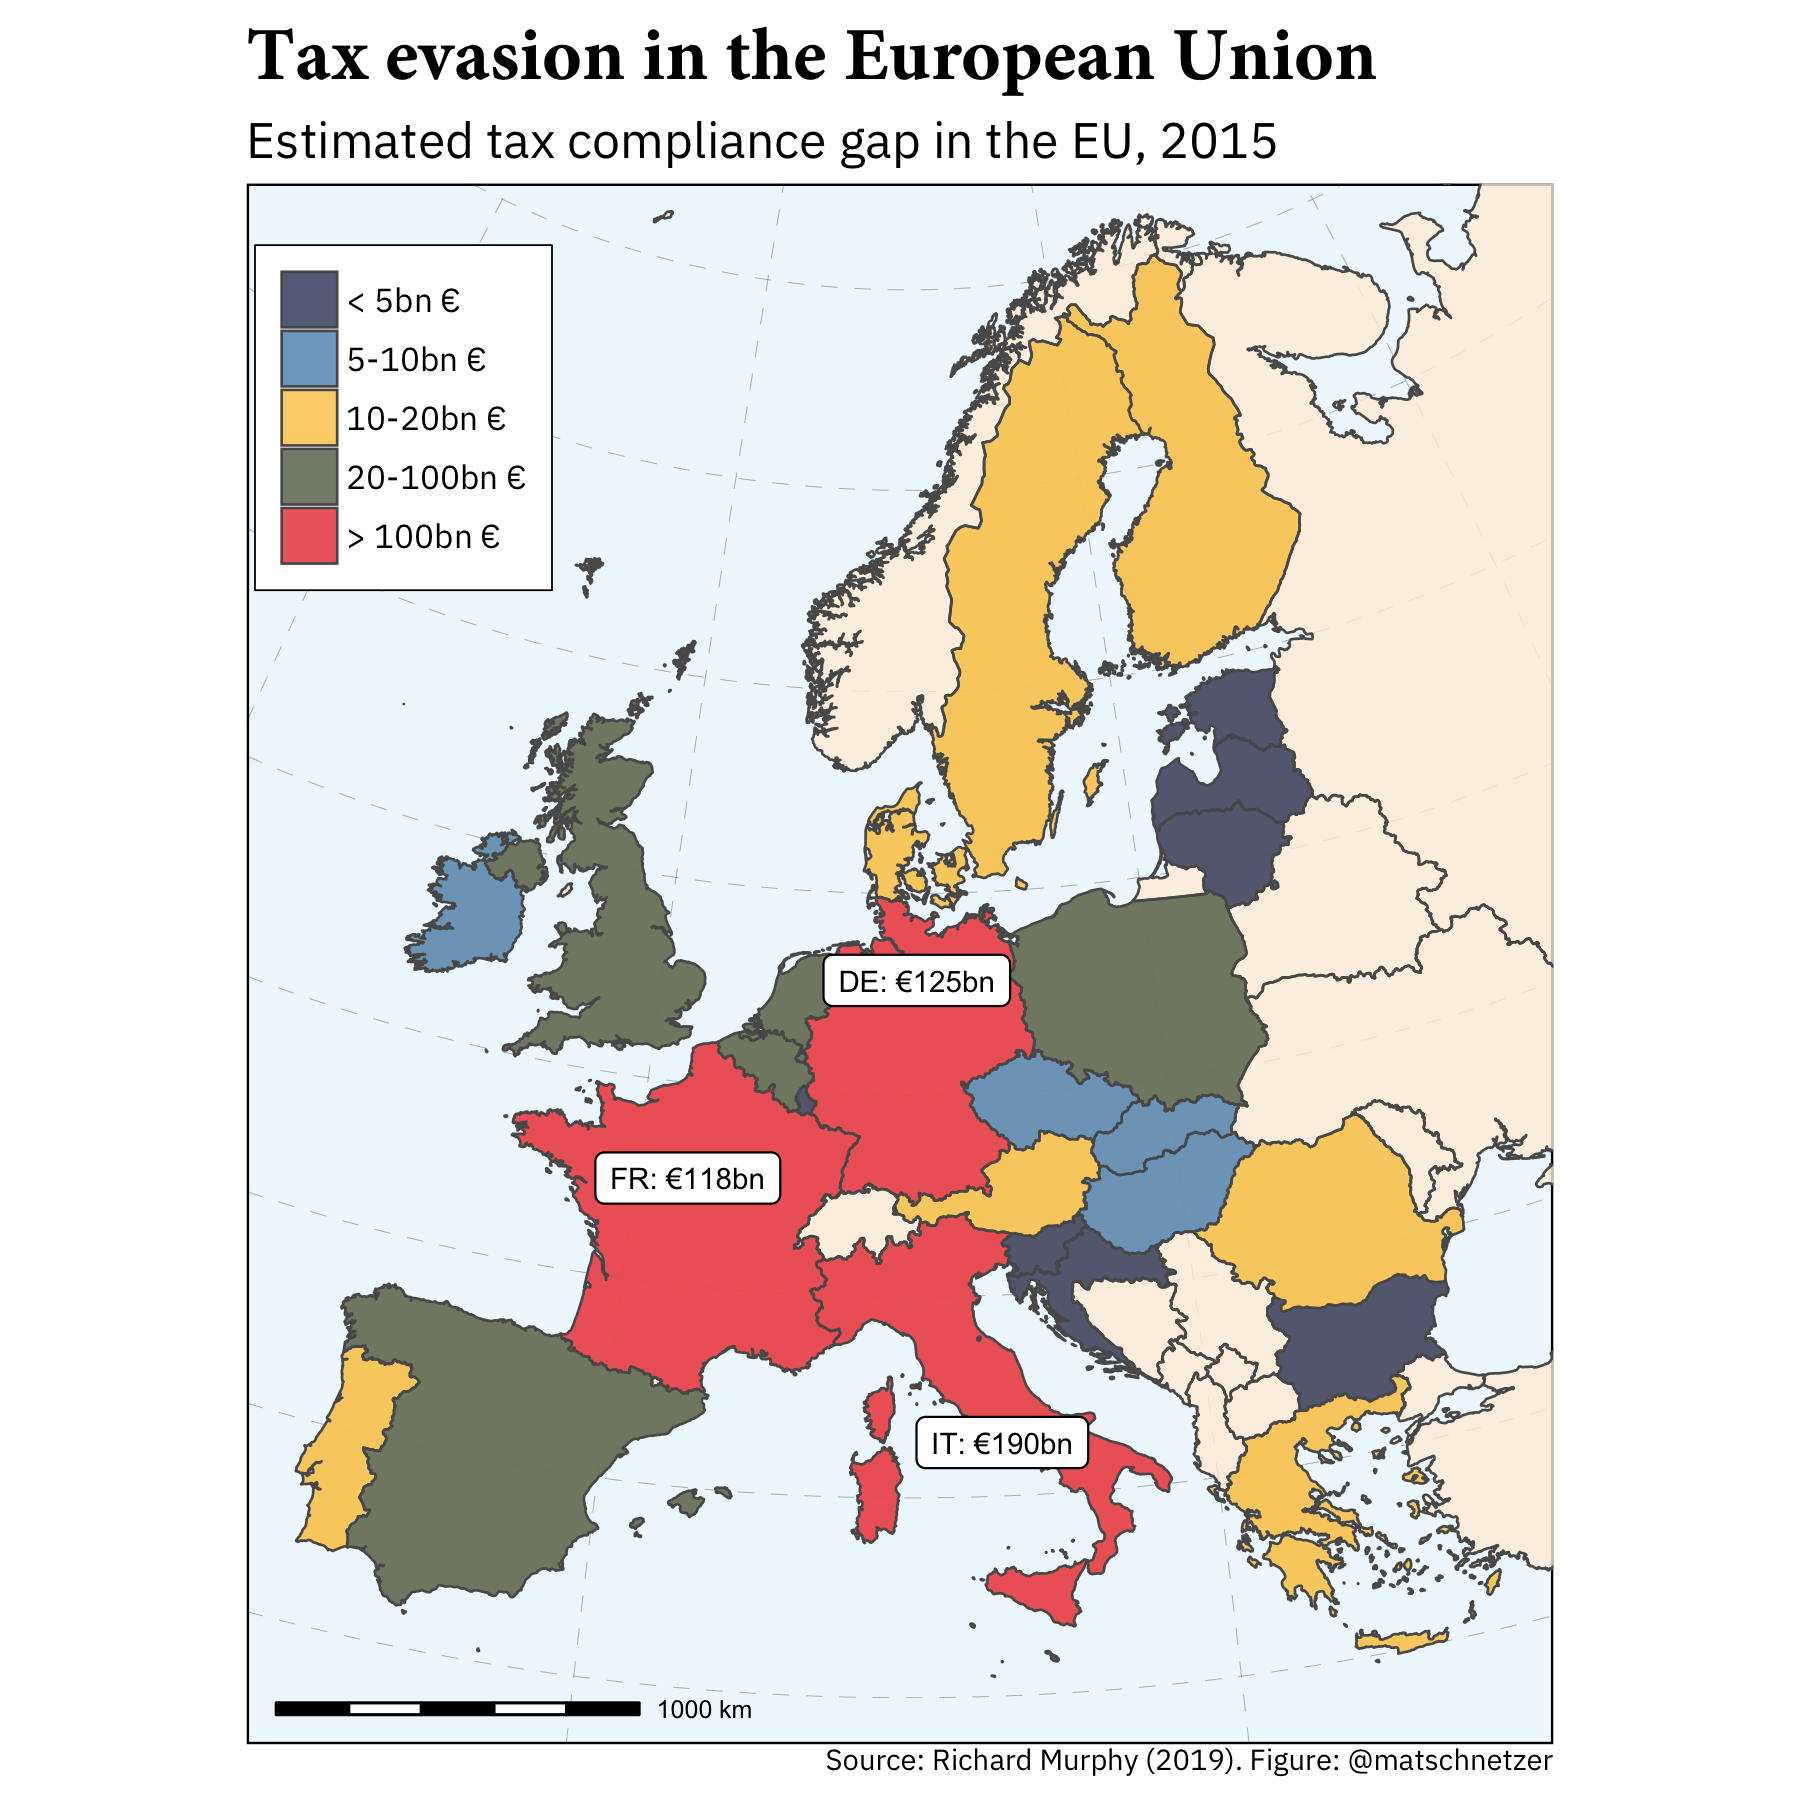 Tax evasion in the European Union
Estimated tax compliance gap in the EU, 2015
< 5bn €
5-10bn €
10-20bn €
20-100bn €
> 100bn €
DE: €125bn
FR: €118bn
IT: €190bn
1000 km
Source: Richard Murphy (2019). Figure: @matschnetzer